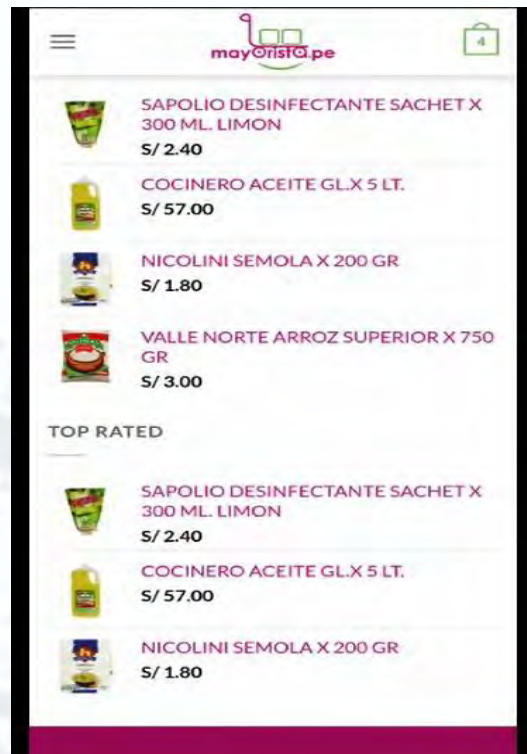 mayorista.pe
4
SAPOLIO DESINFECTANTE SACHET X
300 ML. LIMON
S/ 2.40
COCINERO ACEITE GL.X 5 LT.
S/ 57.00
NICOLINI SEMOLA X 200 GR
S/ 1.80
VALLE NORTE ARROZ SUPERIOR X 750
GR
S/ 3.00
TOP RATED
SAPOLIO DESINFECTANTE SACHET X
300 ML. LIMON
S/ 2.40
COCINERO ACEITE GL.X 5 LT.
S/ 57.00
NICOLINI SEMOLA X 200 GR
S/ 1.80